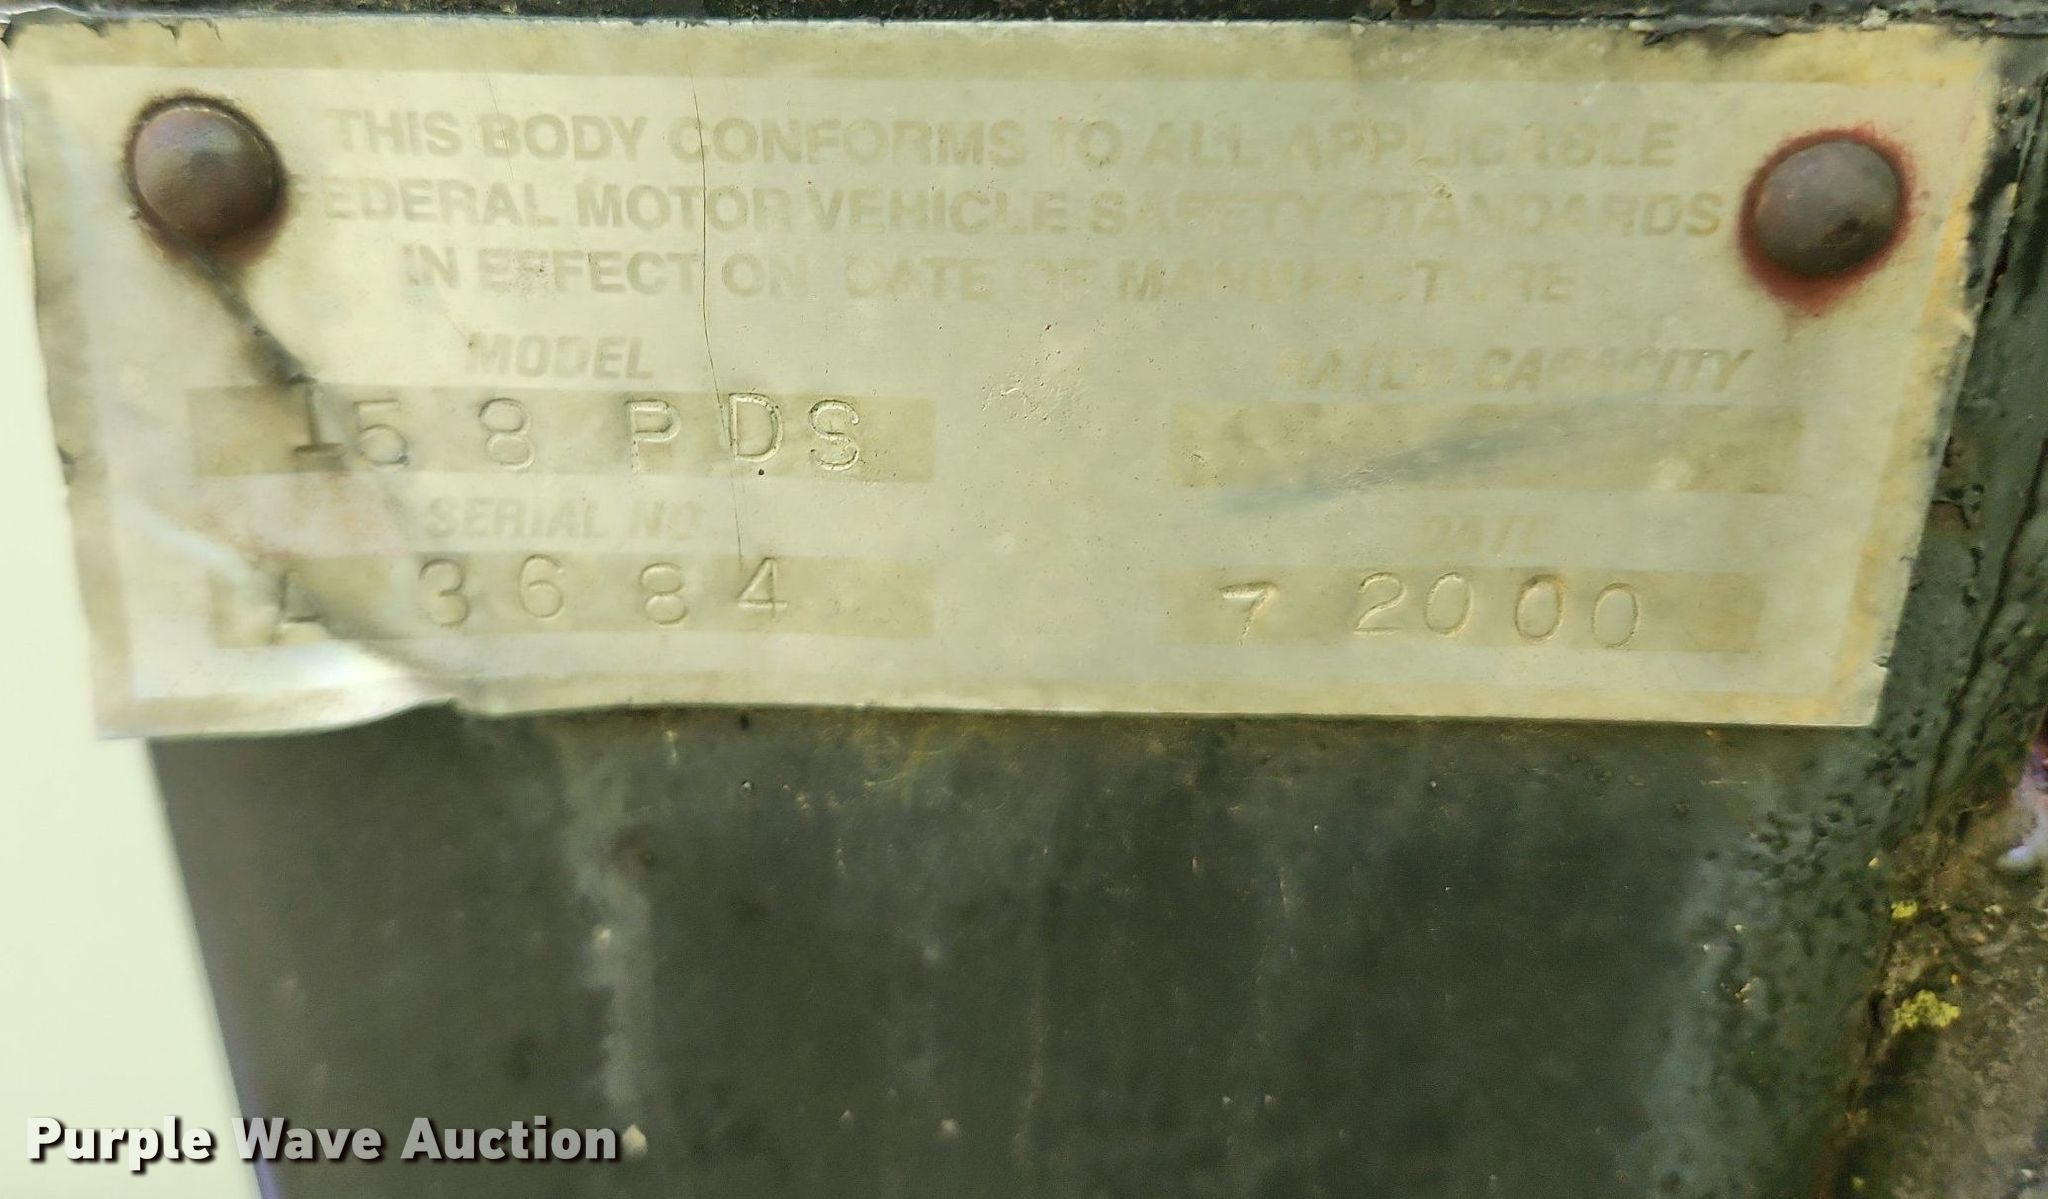 THIS BODY CONFORMS TO ALL APPLICABLE
FEDERAL MOTOR VEHICLE SAFETY STANDARDS
IN EFFECT ON DATE OF MANUFACTURE
MODEL RATED CAPACITY
158 PDS
SERIAL NO DATE
3684 7 2000
Purple Wave Auction